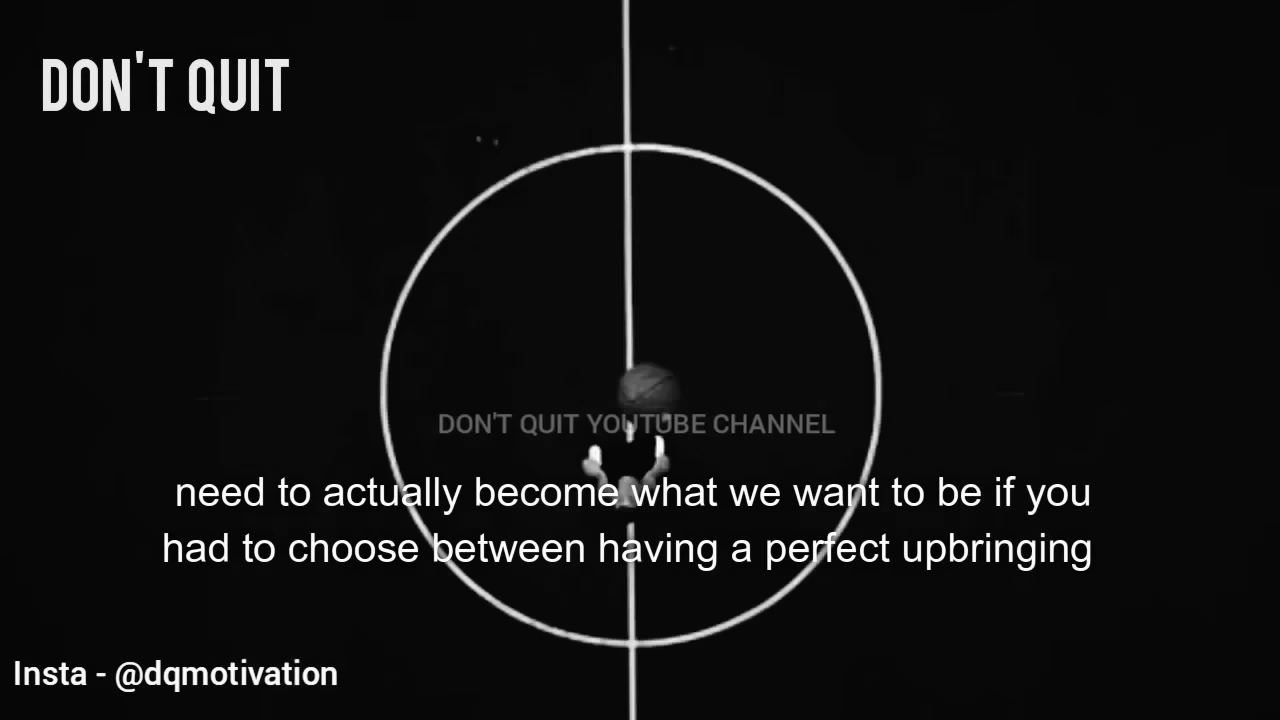 DON'T QUIT
DON'T QUIT YOUTUBE CHANNEL
need to actually become what we want to be if you
had to choose between having a perfect upbringing
Insta - @dqmotivation